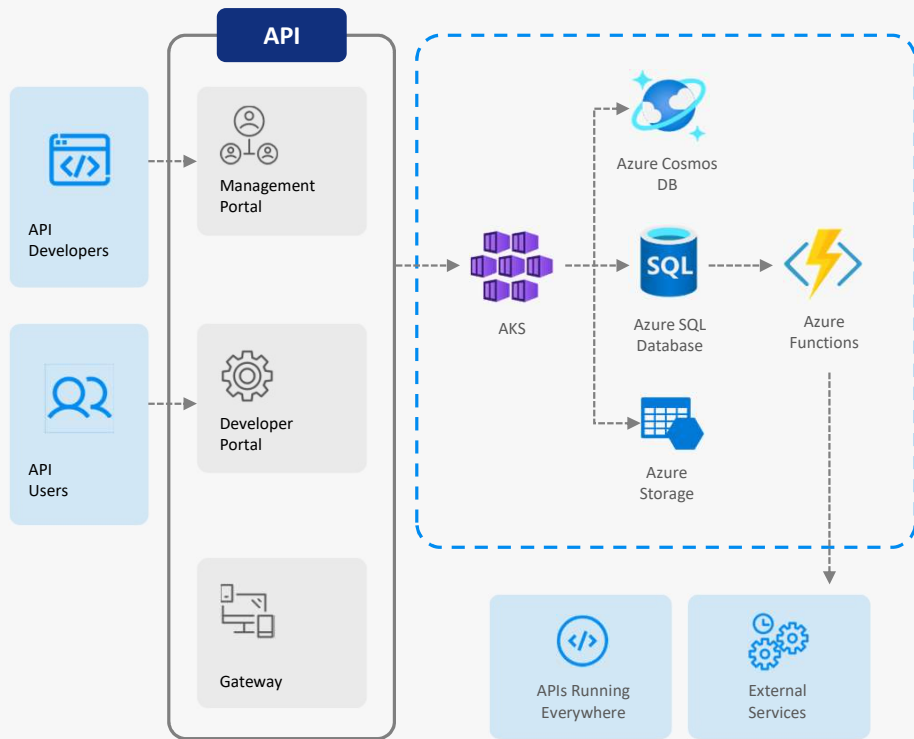 API
API
Developers
Management
Portal
API
Users
Developer
Portal
Gateway
AKS
Azure Cosmos
DB
SQL
Azure SQL
Database
Azure
Functions
Azure
Storage
APIs Running
Everywhere
External
Services